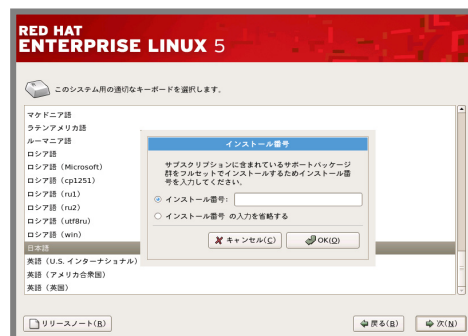 RED HAT
ENTERPRISE LINUX 5
このシステム用の適切なキーボードを選択します。
マケドニア語
ラテンアメリカ語
ルーマニア語
ロシア語
ロシア語 (Microsoft)
ロシア語 (cp1251)
ロシア語 (ru1)
ロシア語 (ru2)
ロシア語 (utf8ru)
ロシア語 (win)
日本語
英語 (U.S. インターナショナル)
英語 (アメリカ合衆国)
英語 (英国)
インストール番号
サブスクリプションに含まれているサポートパッケージ
群をフルセットでインストールするためインストール番
号を入力してください。
インストール番号:
インストール番号 の入力を省略する
キャンセル(C)
OK(O)
リリースノート(R)
戻る(B)
次(N)